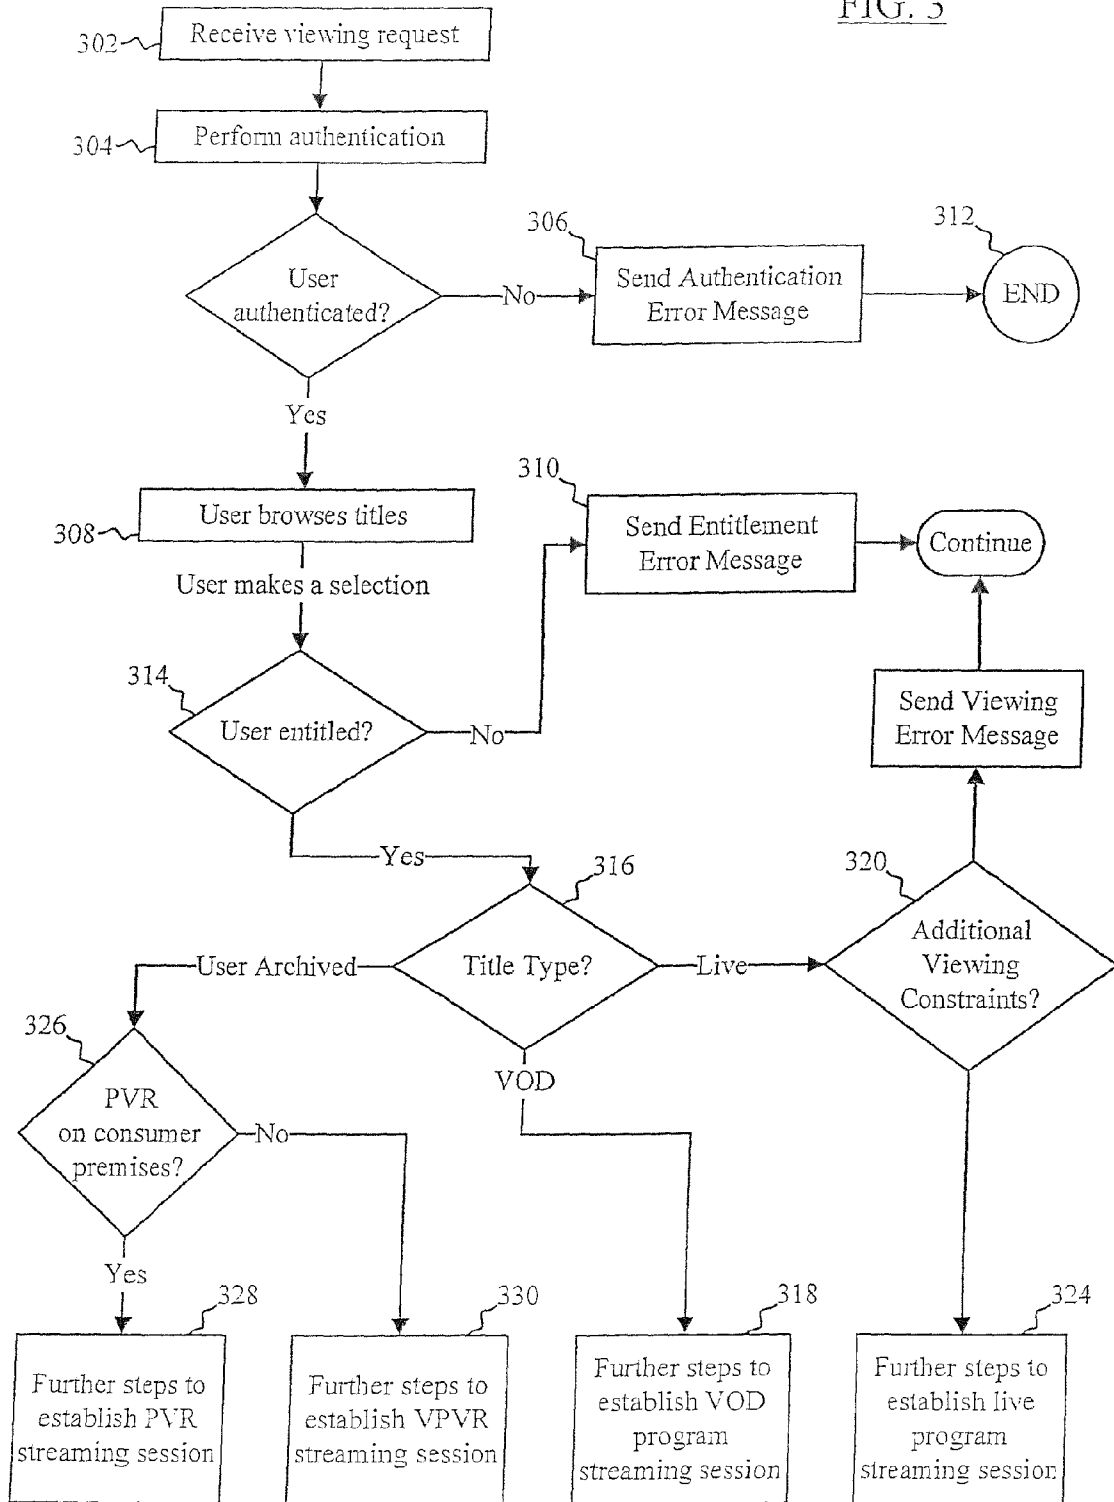 FIG. 3
302
Receive viewing request
304
Perform authentication
306
312
User
authenticated?
No
Send Authentication
Error Message
END
Yes
310
308
User browses titles
Send Entitlement
Error Message
Continue
User makes a selection
314
User entitled?
No
Send Viewing
Error Message
Yes
316
320
User Archived
Title Type?
Live
Additional
Viewing
Constraints?
326
PVR
on consumer
premises?
No
VOD
Yes
328
330
318
324
Further steps to
establish PVR
streaming session
Further steps to
establish VPVR
streaming session
Further steps to
establish VOD
program
streaming session
Further steps to
establish live
program
streaming session